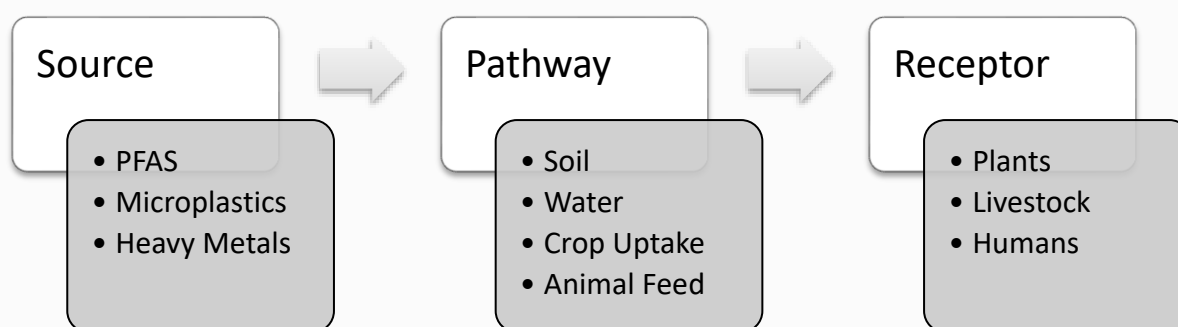 Source
• PFAS
• Microplastics
• Heavy Metals
Pathway
• Soil
• Water
• Crop Uptake
• Animal Feed
Receptor
• Plants
• Livestock
• Humans